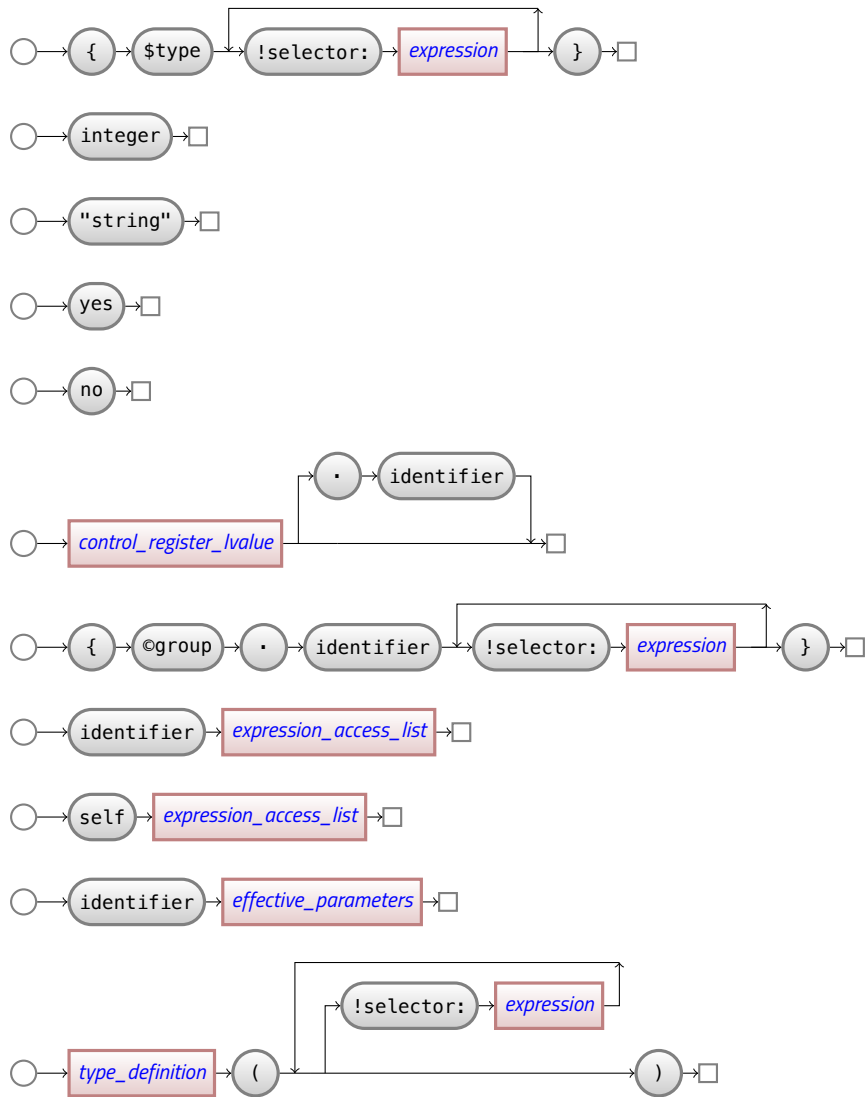 { $type !selector: expression }
integer
"string"
yes
no
. identifier
control_register_lvalue
{ ©group . identifier !selector: expression }
identifier expression_access_list
self expression_access_list
identifier effective_parameters
!selector: expression
type_definition ( )